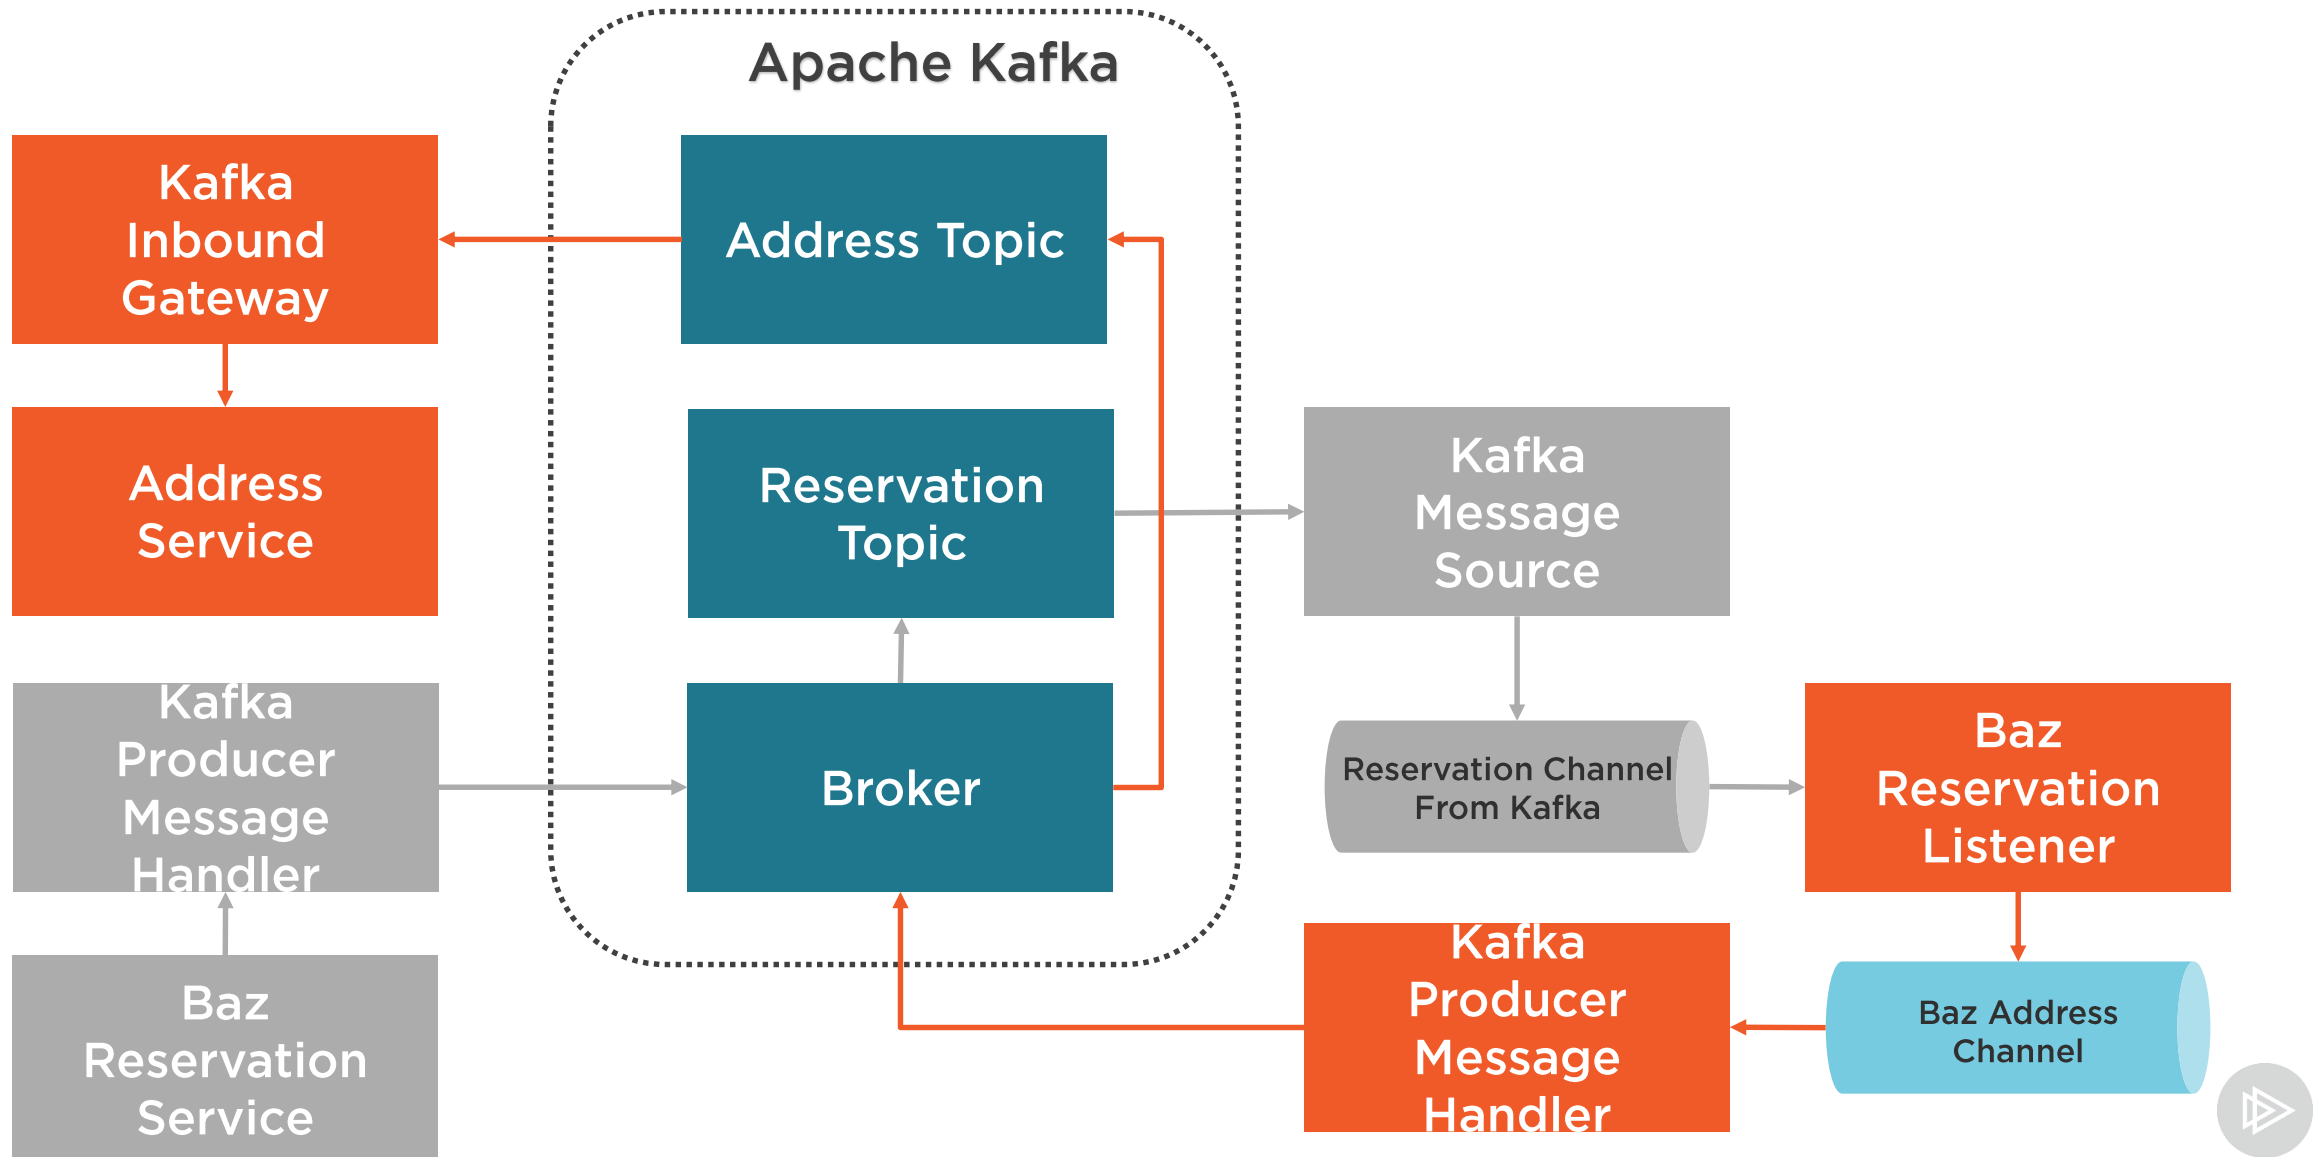 Apache Kafka
Kafka
Inbound
Gateway
Address Topic
Address
Service
Reservation
Topic
Kafka
Message
Source
Kafka
Producer
Message
Handler
Broker
Reservation Channel
From Kafka
Baz
Reservation
Listener
Baz
Reservation
Service
Kafka
Producer
Message
Handler
Baz Address
Channel